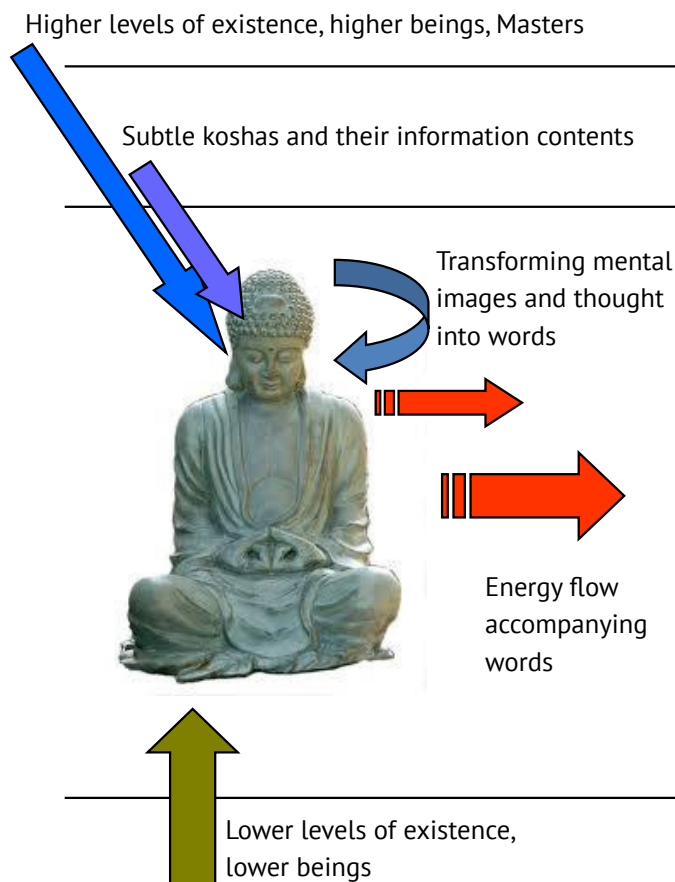 Higher levels of existence, higher beings, Masters
Subtle koshas and their information contents
Transforming mental
images and thought
into words
Energy flow
accompanying
words
Lower levels of existence,
lower beings